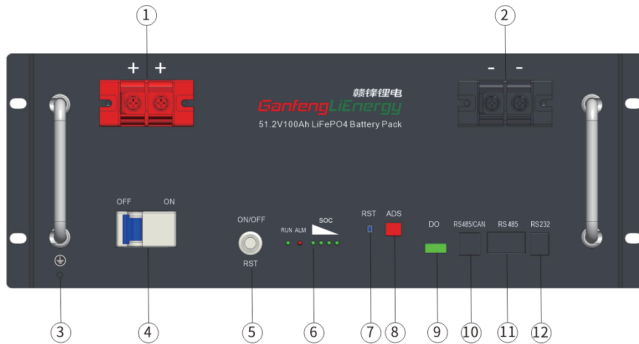 ① ②
+ + - -
赣锋锂电
GanfengLiEnergy
51.2V100Ah LiFePO4 Battery Pack
OFF ON
ON/OFF
RST
RUN ALM SOC
RST ADS
DO RS485/CAN RS485 RS232
③ ④ ⑤ ⑥ ⑦ ⑧ ⑨ ⑩ ⑪ ⑫